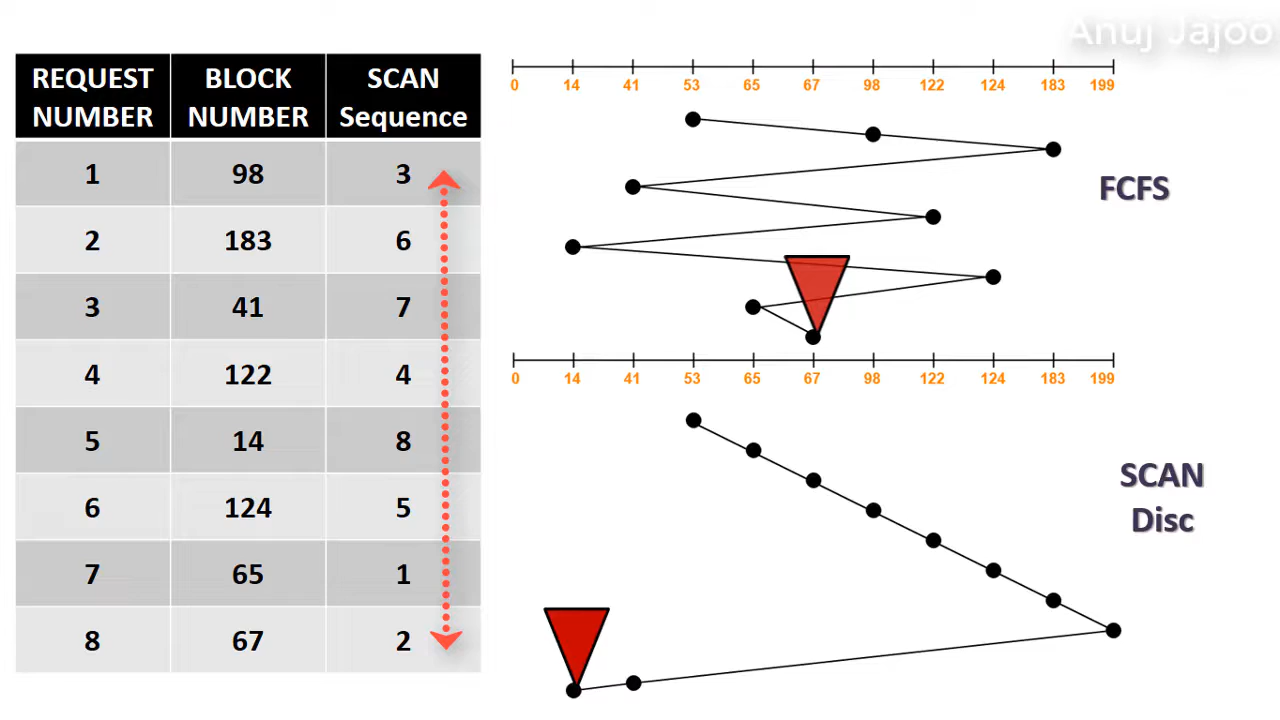 Anuj Jajoo
REQUEST NUMBER BLOCK NUMBER SCAN Sequence
1 98 3
2 183 6
3 41 7
4 122 4
5 14 8
6 124 5
7 65 1
8 67 2
0 14 41 53 65 67 98 122 124 183 199
FCFS
0 14 41 53 65 67 98 122 124 183 199
SCAN
Disc